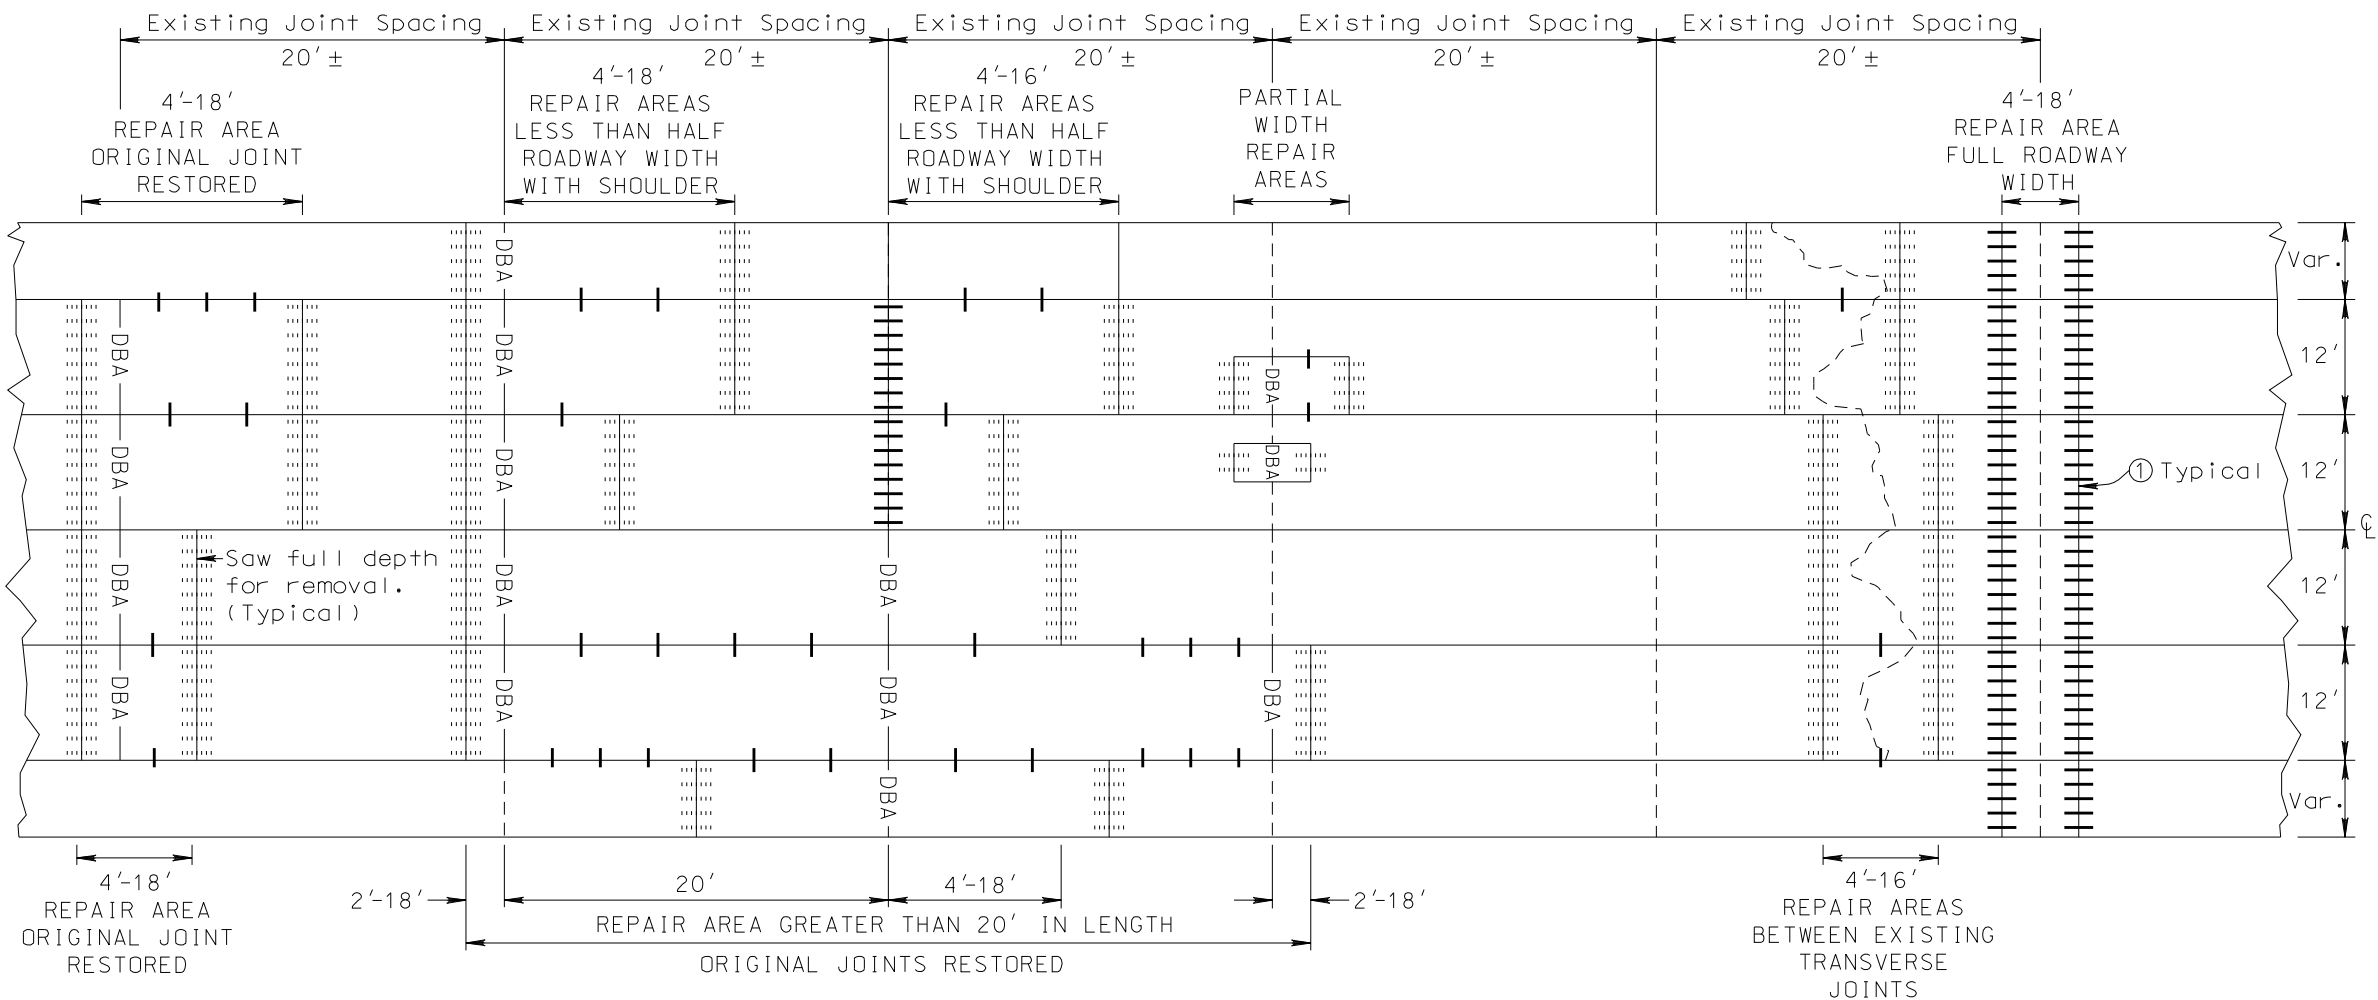 Existing Joint Spacing
Existing Joint Spacing
Existing Joint Spacing
Existing Joint Spacing
Existing Joint Spacing
20' ±
20' ±
20' ±
20' ±
20' ±
4'-18'
REPAIR AREA
ORIGINAL JOINT
RESTORED
4'-18'
REPAIR AREAS
LESS THAN HALF
ROADWAY WIDTH
WITH SHOULDER
4'-16'
REPAIR AREAS
LESS THAN HALF
ROADWAY WIDTH
WITH SHOULDER
PARTIAL
WIDTH
REPAIR
AREAS
4'-18'
REPAIR AREA
FULL ROADWAY
WIDTH
DBA
Var.
DBA
DBA
DBA
12'
DBA
DBA
DBA
① Typical
12'
℄
Saw full depth
for removal.
(Typical)
DBA
DBA
DBA
12'
DBA
DBA
DBA
DBA
12'
DBA
Var.
4'-18'
REPAIR AREA
ORIGINAL JOINT
RESTORED
2'-18'
20'
4'-18'
2'-18'
REPAIR AREA GREATER THAN 20' IN LENGTH
ORIGINAL JOINTS RESTORED
4'-16'
REPAIR AREAS
BETWEEN EXISTING
TRANSVERSE
JOINTS